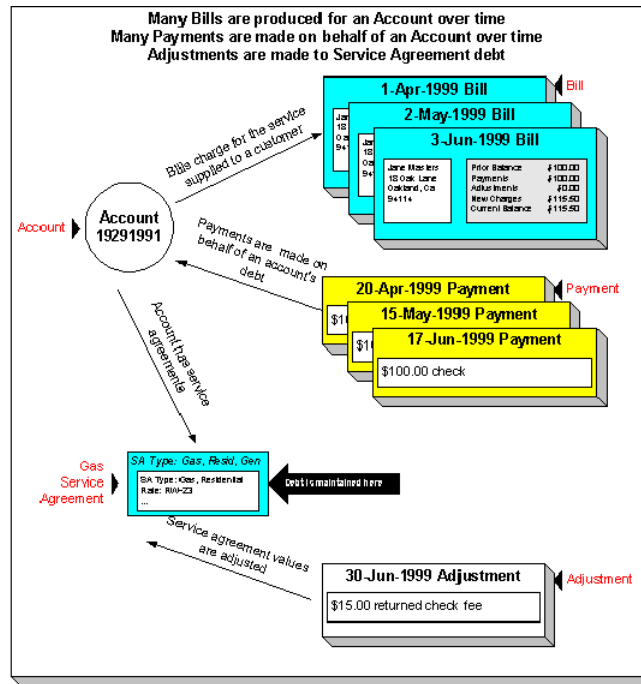 Many Bills are produced for an Account over time
Many Payments are made on behalf of an Account over time
Adjustments are made to Service Agreement debt
1-Apr-1999 Bill
Bill
2-May-1999 Bill
Jane
18
Oak
941
3-Jun-1999 Bill
Jane Masters
18 Oak Lane
Oakland, Ca
94114
Prior Balance $100.00
Payments $100.00
Adjustments $0.00
New Charges $115.50
Current Balance $115.50
Bills charge for the service
supplied to a customer
Account
Account
19291991
Payments are made on
behalf of an account's
debt
20-Apr-1999 Payment
Payment
$10
15-May-1999 Payment
$10
17-Jun-1999 Payment
$100.00 check
Account has service
agreements
Gas
Service
Agreement
SA Type: Gas, Resid, Gen
SA Type: Gas, Residential
Rate: RW-Z3
...
Debt is maintained here
Service agreement values
are adjusted
30-Jun-1999 Adjustment
Adjustment
$15.00 returned check fee